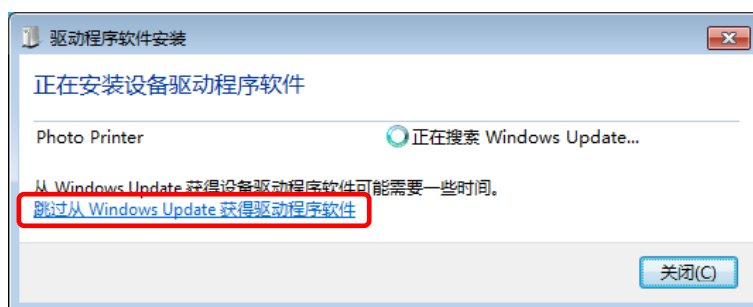 驱动程序软件安装
正在安装设备驱动程序软件
Photo Printer 正在搜索 Windows Update...
从 Windows Update 获得设备驱动程序软件可能需要一些时间。
跳过从 Windows Update 获得驱动程序软件
关闭(C)